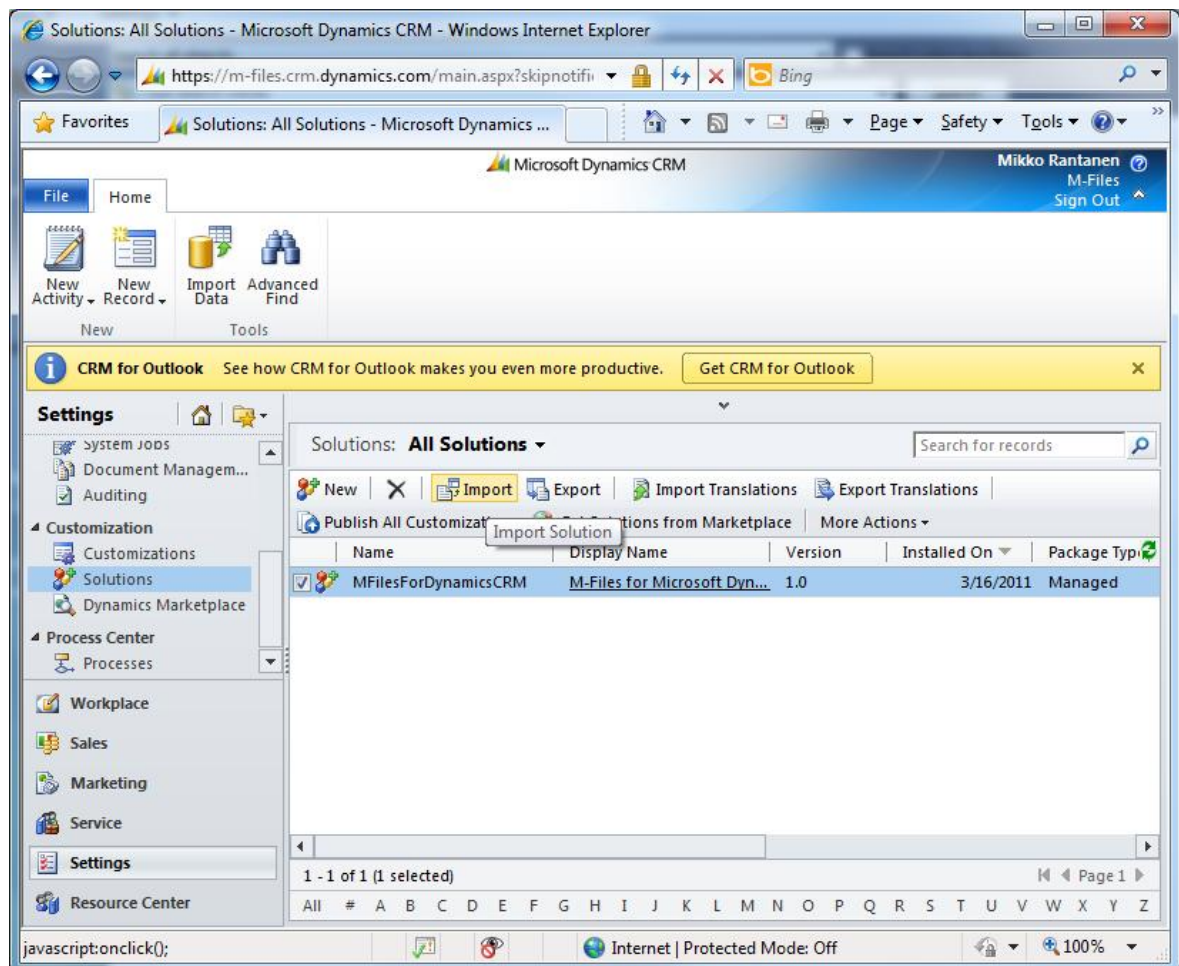 Solutions: All Solutions - Microsoft Dynamics CRM - Windows Internet Explorer
https://m-files.crm.dynamics.com/main.aspx?skipnotifi
Bing
Favorites
Solutions: All Solutions - Microsoft Dynamics ...
Page
Safety
Tools
Microsoft Dynamics CRM
Mikko Rantanen
M-Files
Sign Out
File
Home
New Activity
New Record
Import Data
Advanced Find
New
Tools
CRM for Outlook See how CRM for Outlook makes you even more productive. Get CRM for Outlook
Settings
System Jobs
Document Managem...
Auditing
Customization
Customizations
Solutions
Dynamics Marketplace
Process Center
Processes
Workplace
Sales
Marketing
Service
Settings
Resource Center
Solutions: All Solutions
Search for records
New Import Export Import Translations Export Translations
Publish All Customizat Solutions from Marketplace More Actions
Import Solution
Name Display Name Version Installed On Package Typ
MFilesForDynamicsCRM M-Files for Microsoft Dyn... 1.0 3/16/2011 Managed
1 - 1 of 1 (1 selected)
Page 1
All # A B C D E F G H I J K L M N O P Q R S T U V W X Y Z
javascript:onclick();
Internet | Protected Mode: Off
100%